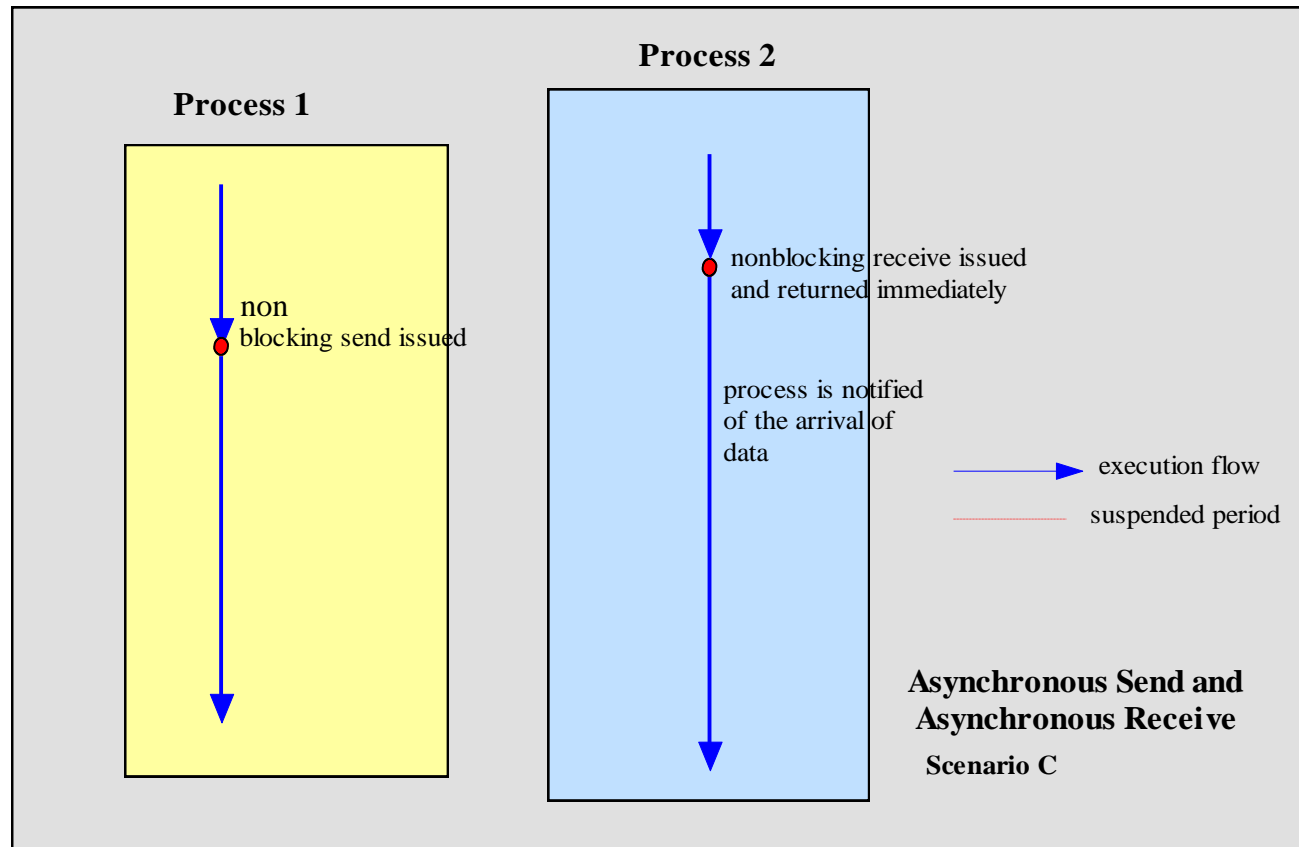 Process 2
Process 1
nonblocking receive issued
and returned immediately
non
blocking send issued
process is notified
of the arrival of
data
execution flow
suspended period
Asynchronous Send and
Asynchronous Receive
Scenario C